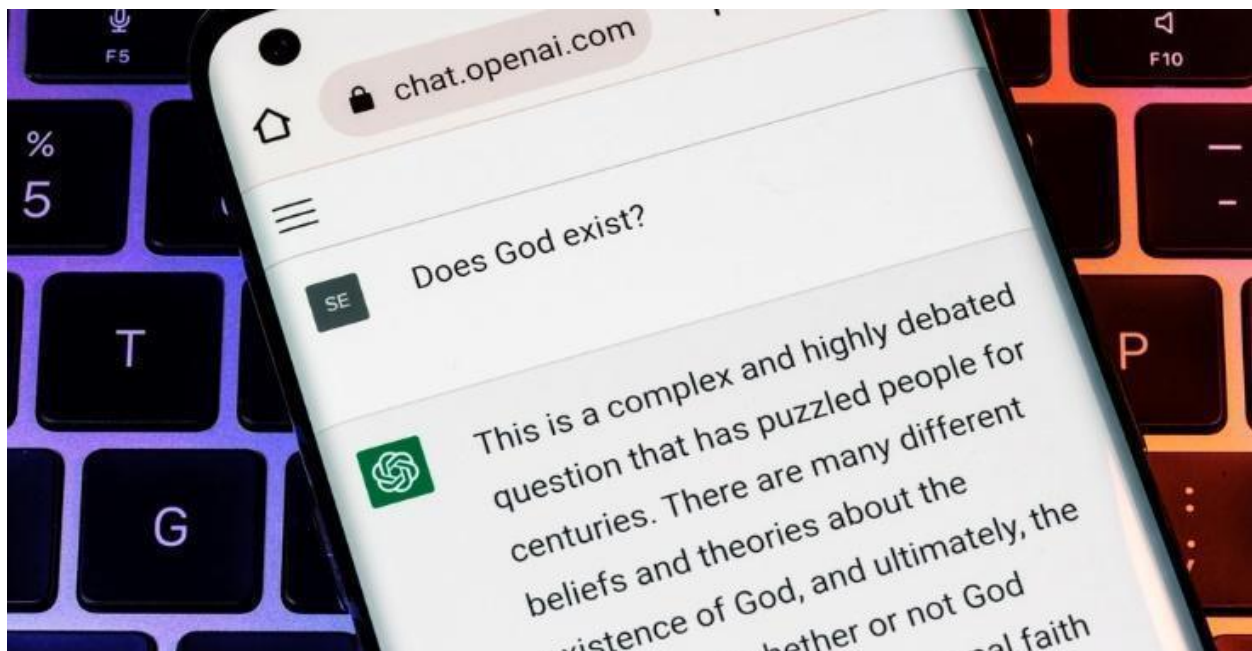 F5
F10
chat.openai.com
%
5
—
-
Does God exist?
SE
T
P
This is a complex and highly debated
question that has puzzled people for
centuries. There are many different
beliefs and theories about the
existence of God, and ultimately, the
whether or not God
faith
G
:
;